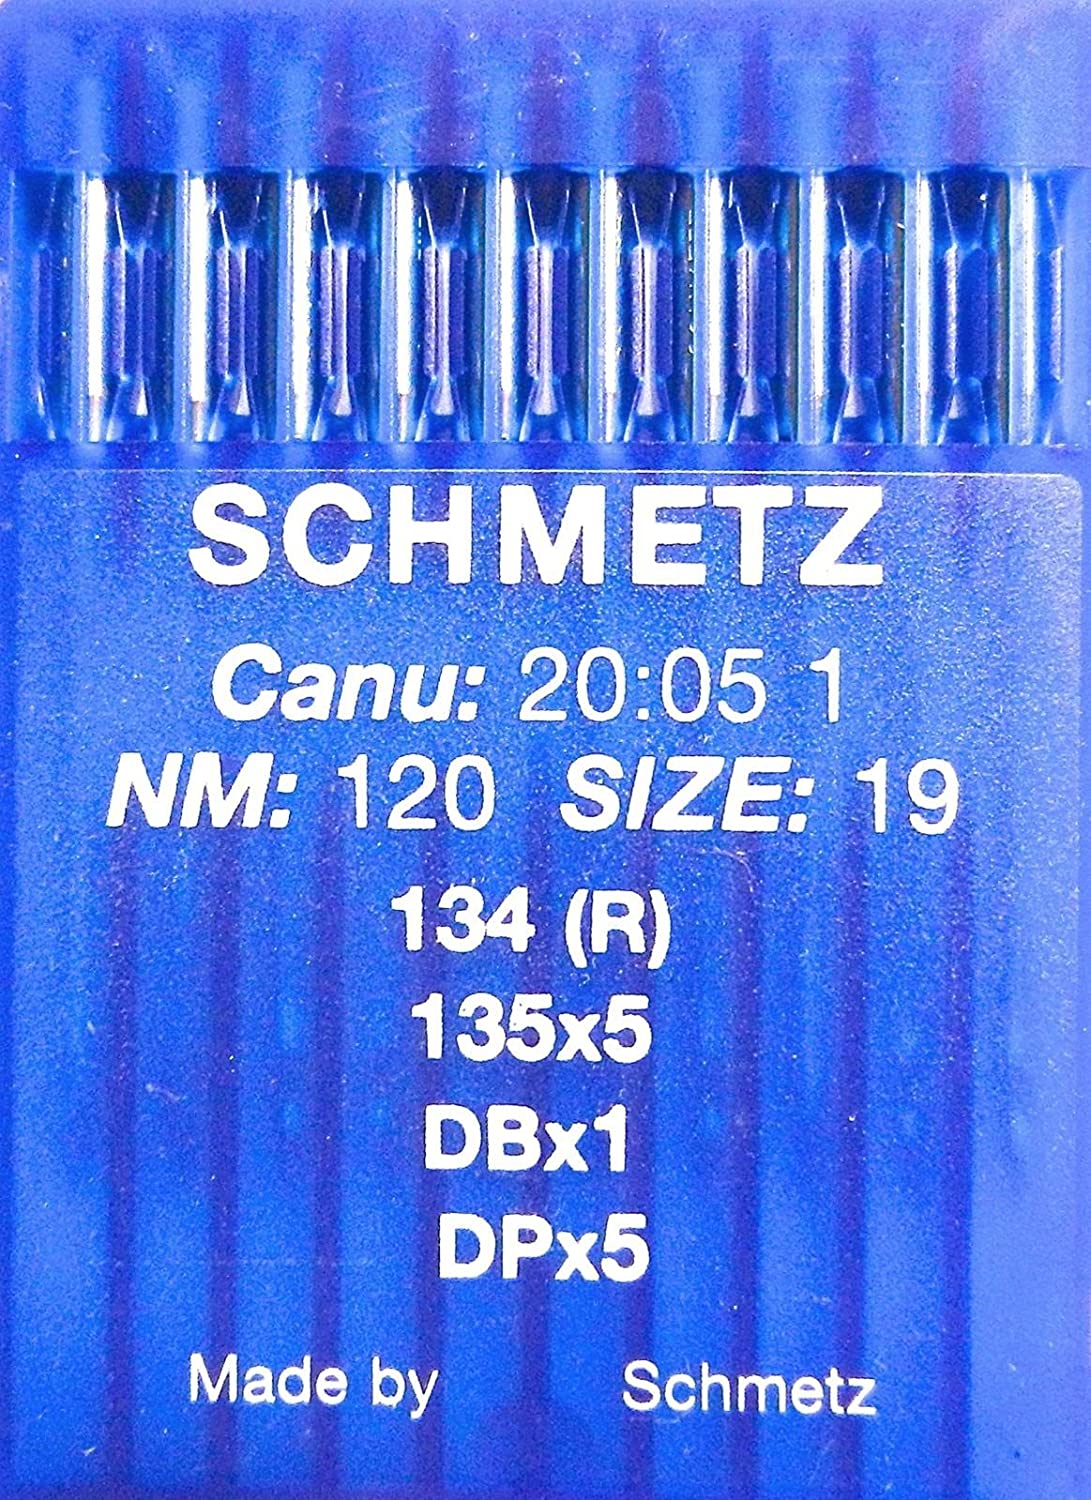 SCHMETZ
Canu: 20:05 1
NM: 120 SIZE: 19
134 (R)
135x5
DBx1
DPx5
Made by Schmetz